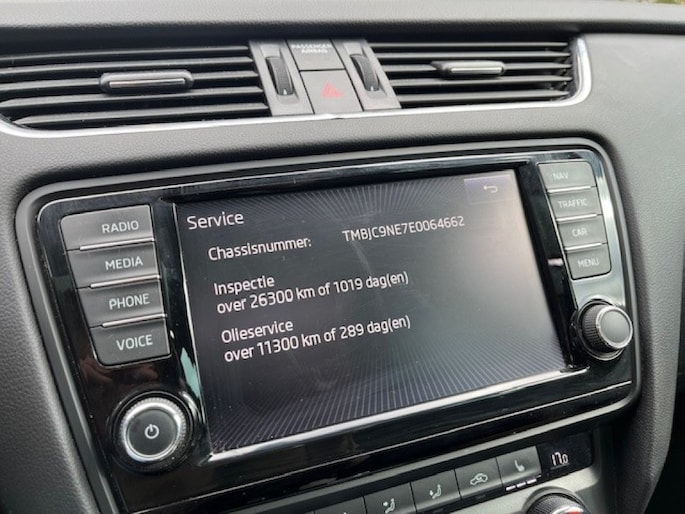 PASSENGER
AIRBAG
Service
Chassisnummer: TMBJC9NE7E0064662
Inspectie
over 26300 km of 1019 dag(en)
Olieservice
over 11300 km of 289 dag(en)
RADIO
MEDIA
PHONE
VOICE
NAV
TRAFFIC
CAR
MENU
17.0